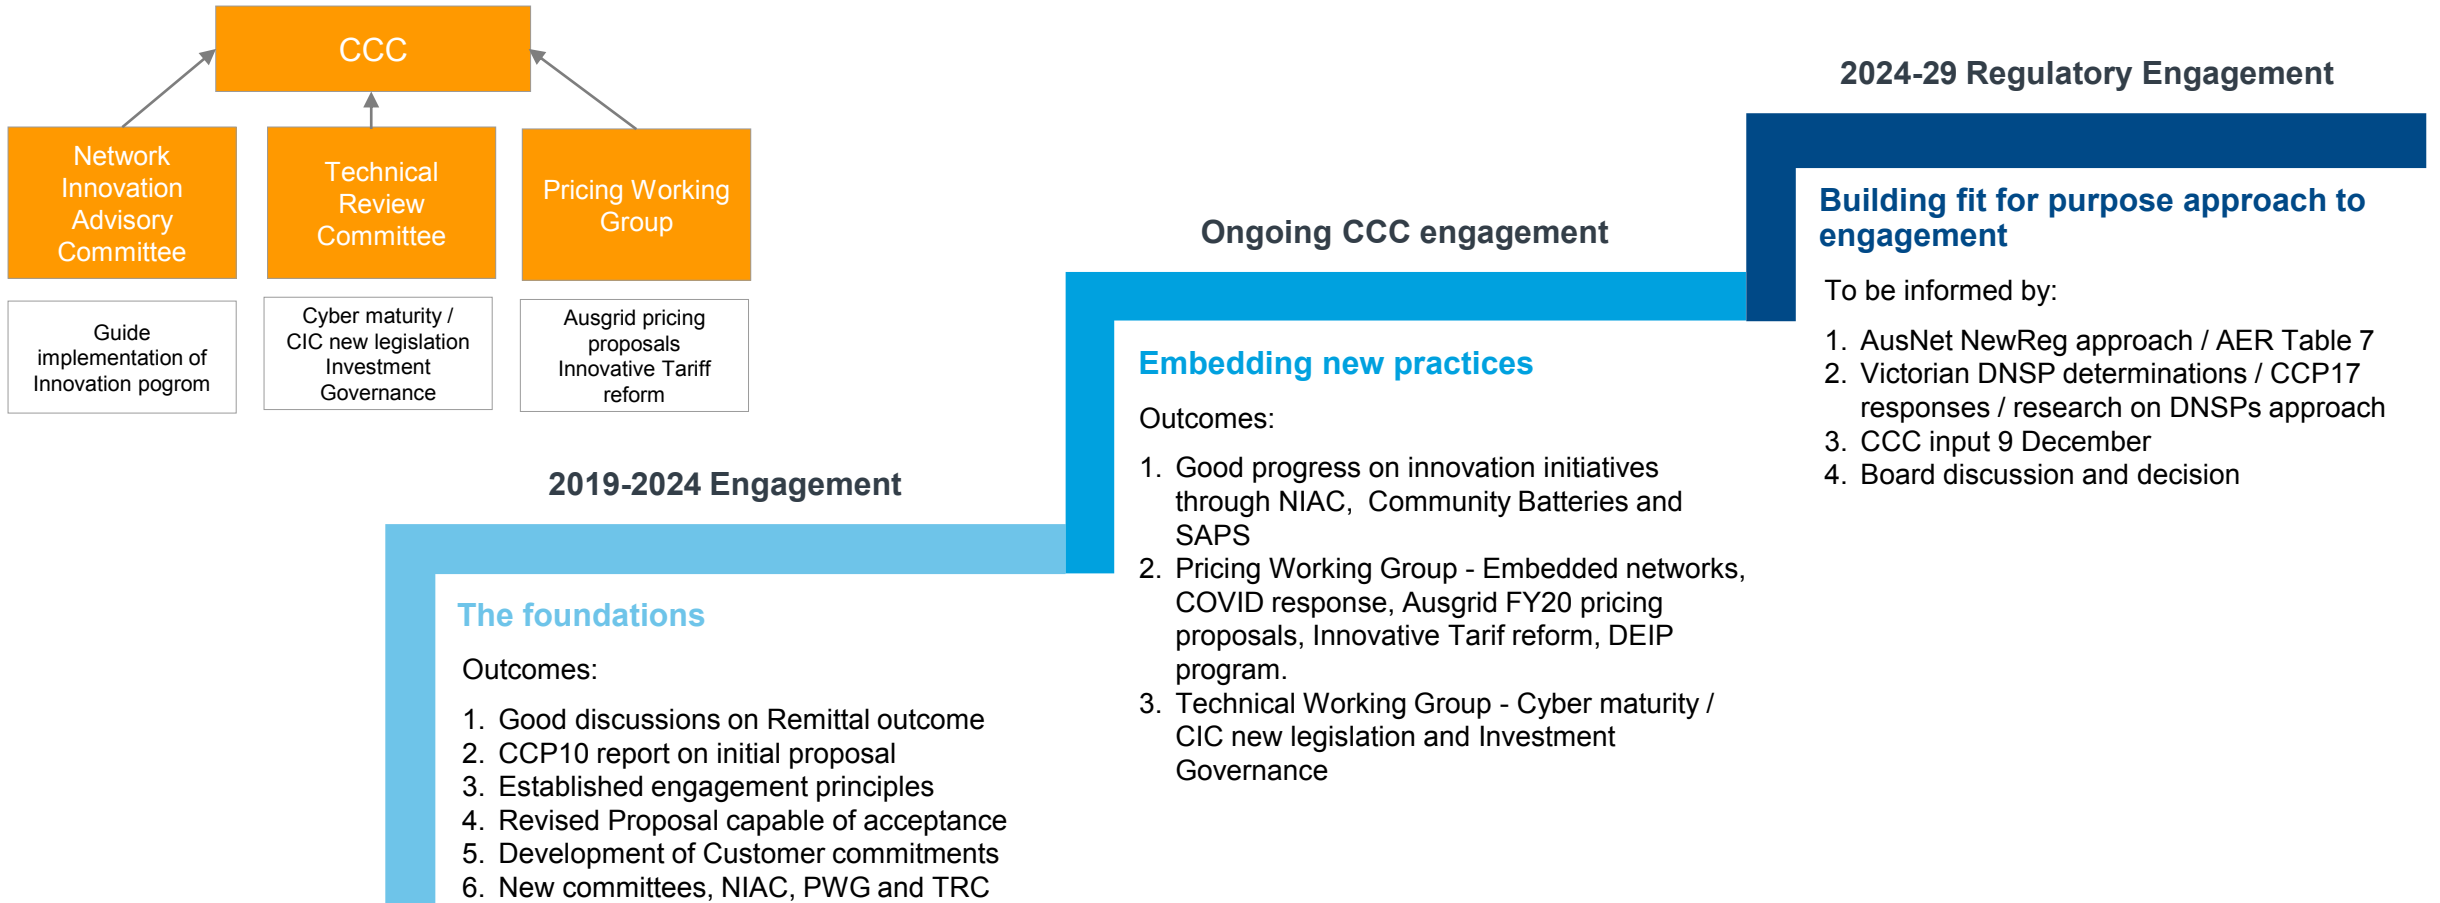 CCC
Network
Innovation
Advisory
Committee
Technical
Review
Committee
Pricing Working
Group
Guide
implementation of
Innovation pogrom
Cyber maturity /
CIC new legislation
Investment
Governance
Ausgrid pricing
proposals
Innovative Tariff
reform
2019-2024 Engagement
The foundations
Outcomes:
1. Good discussions on Remittal outcome
2. CCP10 report on initial proposal
3. Established engagement principles
4. Revised Proposal capable of acceptance
5. Development of Customer commitments
6. New committees, NIAC, PWG and TRC
Ongoing CCC engagement
Embedding new practices
Outcomes:
1. Good progress on innovation initiatives
through NIAC, Community Batteries and
SAPS
2. Pricing Working Group - Embedded networks,
COVID response, Ausgrid FY20 pricing
proposals, Innovative Tarif reform, DEIP
program.
3. Technical Working Group - Cyber maturity /
CIC new legislation and Investment
Governance
2024-29 Regulatory Engagement
Building fit for purpose approach to
engagement
To be informed by:
1. AusNet NewReg approach / AER Table 7
2. Victorian DNSP determinations / CCP17
responses / research on DNSPs approach
3. CCC input 9 December
4. Board discussion and decision